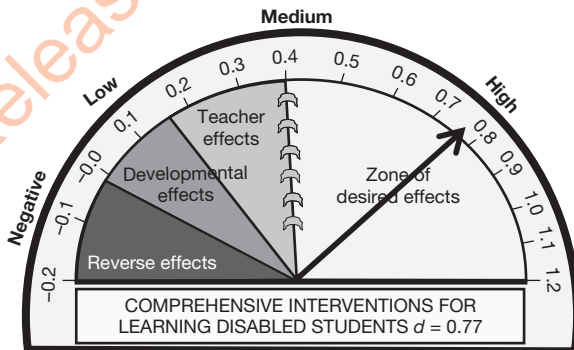 Medium
Low
High
Negative
-0.2
-0.1
-0.0
0.1
0.2
0.3
0.4
0.5
0.6
0.7
0.8
0.9
1.0
1.1
1.2
Teacher
effects
Developmental
effects
Reverse effects
Zone of
desired effects
COMPREHENSIVE INTERVENTIONS FOR
LEARNING DISABLED STUDENTS d = 0.77